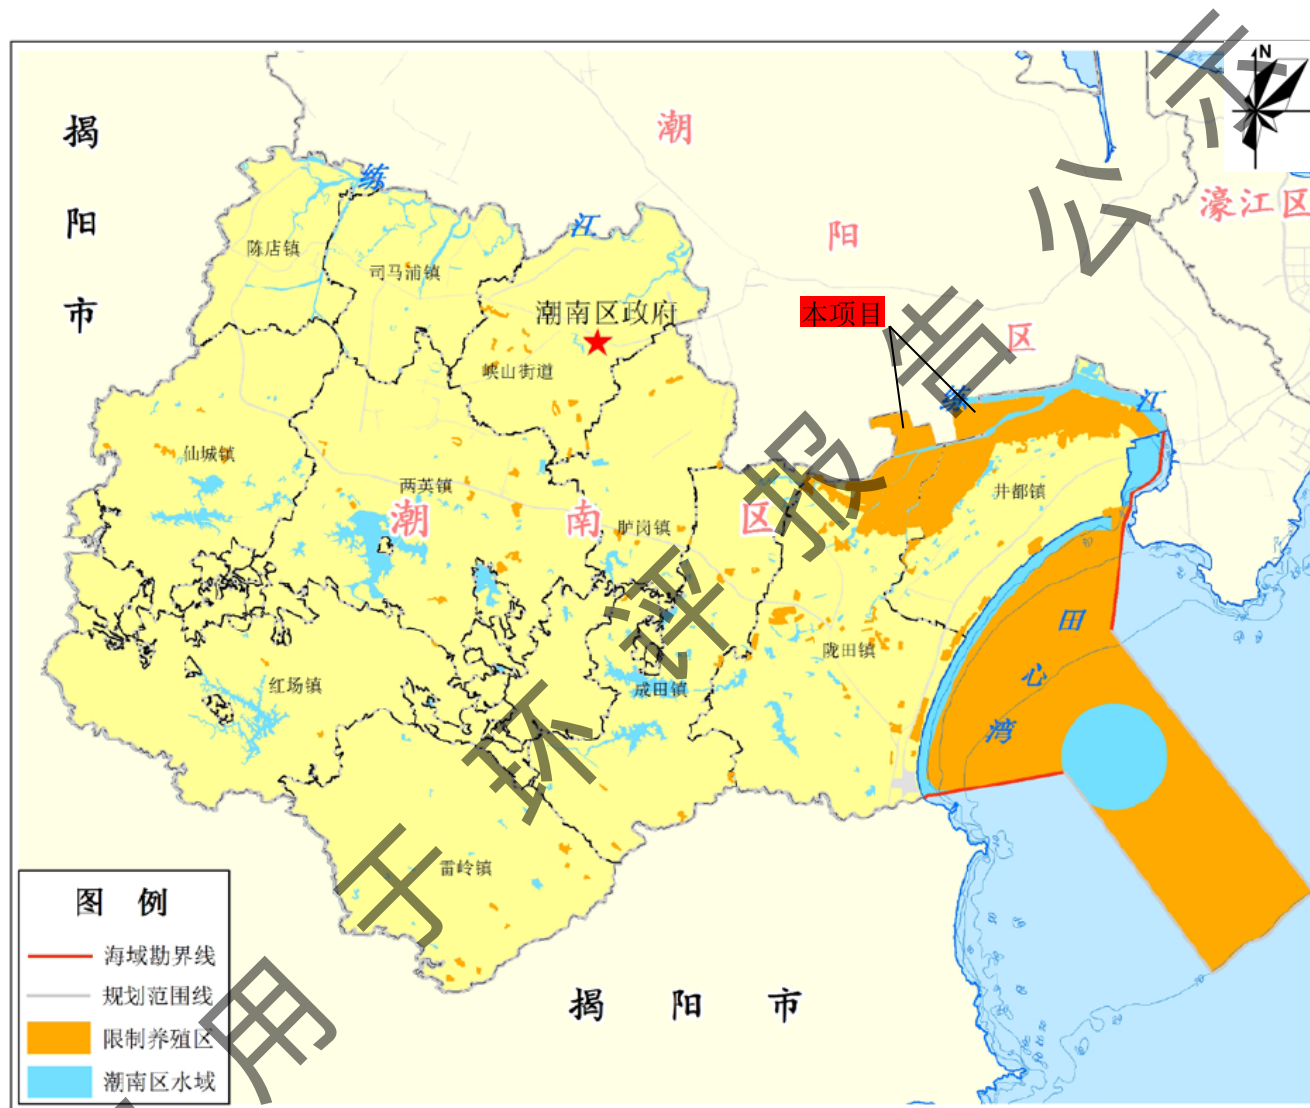 N
揭
阳
市
潮
阳
区
濠江区
练
江
陈店镇
司马浦镇
潮南区政府
峡山街道
本项目
练
江
仙城镇
两英镇
潮
南
区
胪岗镇
井都镇
田
心
湾
陇田镇
红场镇
成田镇
雷岭镇
揭
阳
市
图 例
海域勘界线
规划范围线
限制养殖区
潮南区水域
用于环评报告公示